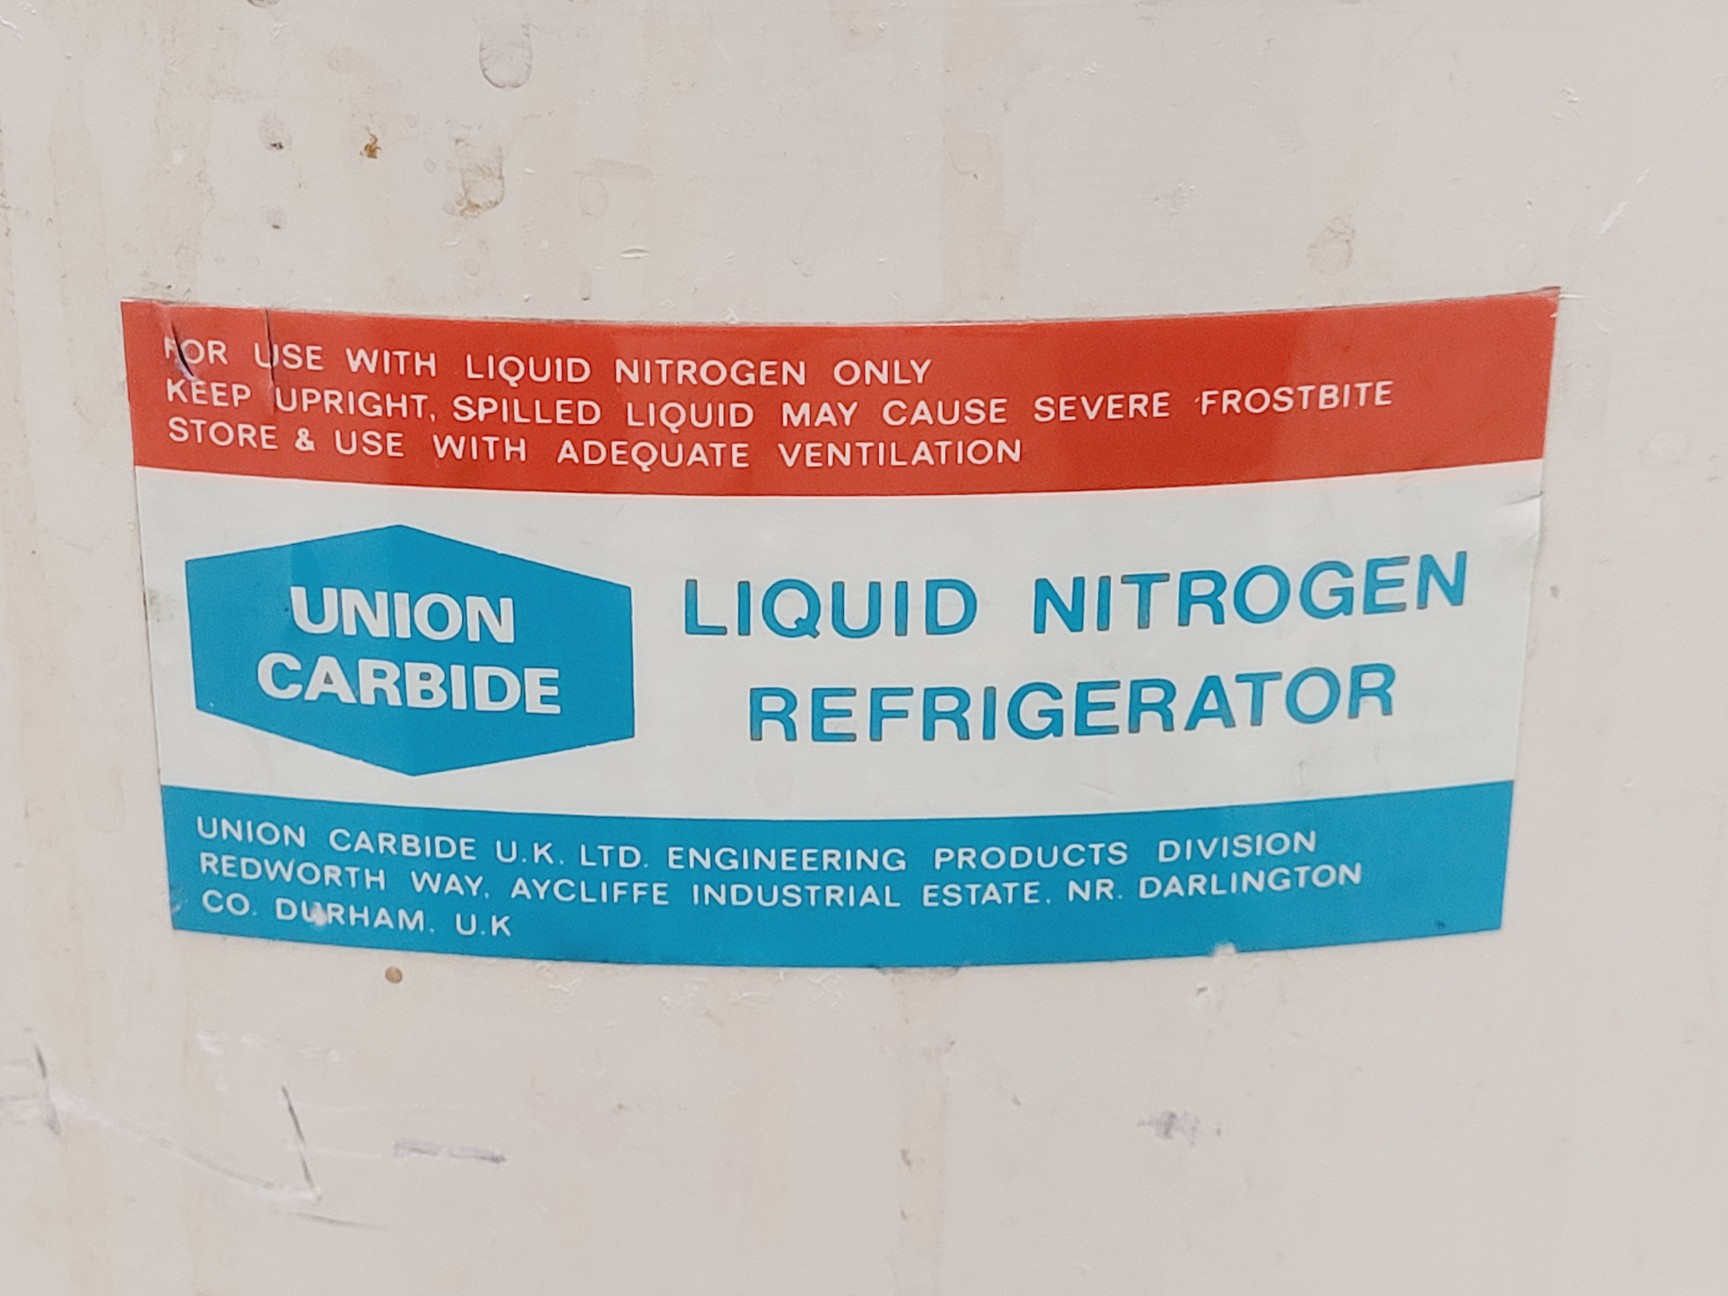 FOR USE WITH LIQUID NITROGEN ONLY
KEEP UPRIGHT, SPILLED LIQUID MAY CAUSE SEVERE FROSTBITE
STORE & USE WITH ADEQUATE VENTILATION
UNION
CARBIDE
LIQUID NITROGEN
REFRIGERATOR
UNION CARBIDE U.K. LTD. ENGINEERING PRODUCTS DIVISION
REDWORTH WAY, AYCLIFFE INDUSTRIAL ESTATE. NR. DARLINGTON
CO. DURHAM. U.K